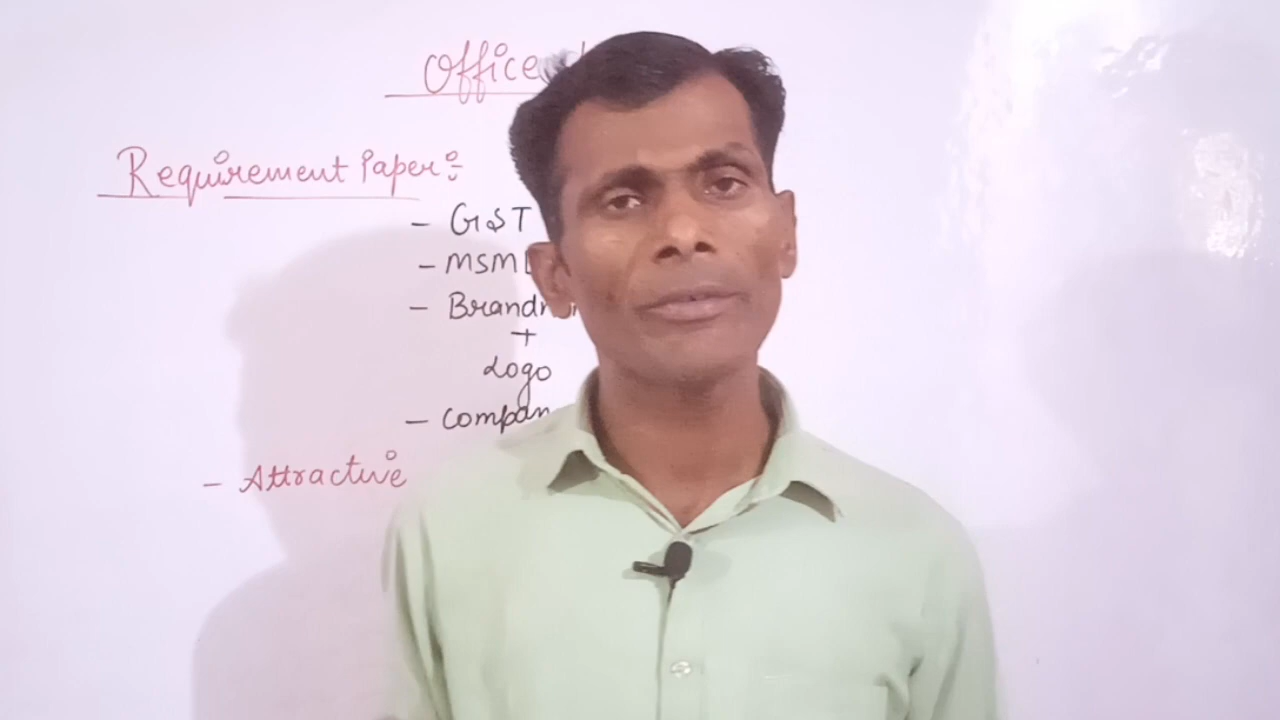 Office
Requirement Paper:-
- GST
- MSM
- Brand
+
Logo
- Compan
- Attractive